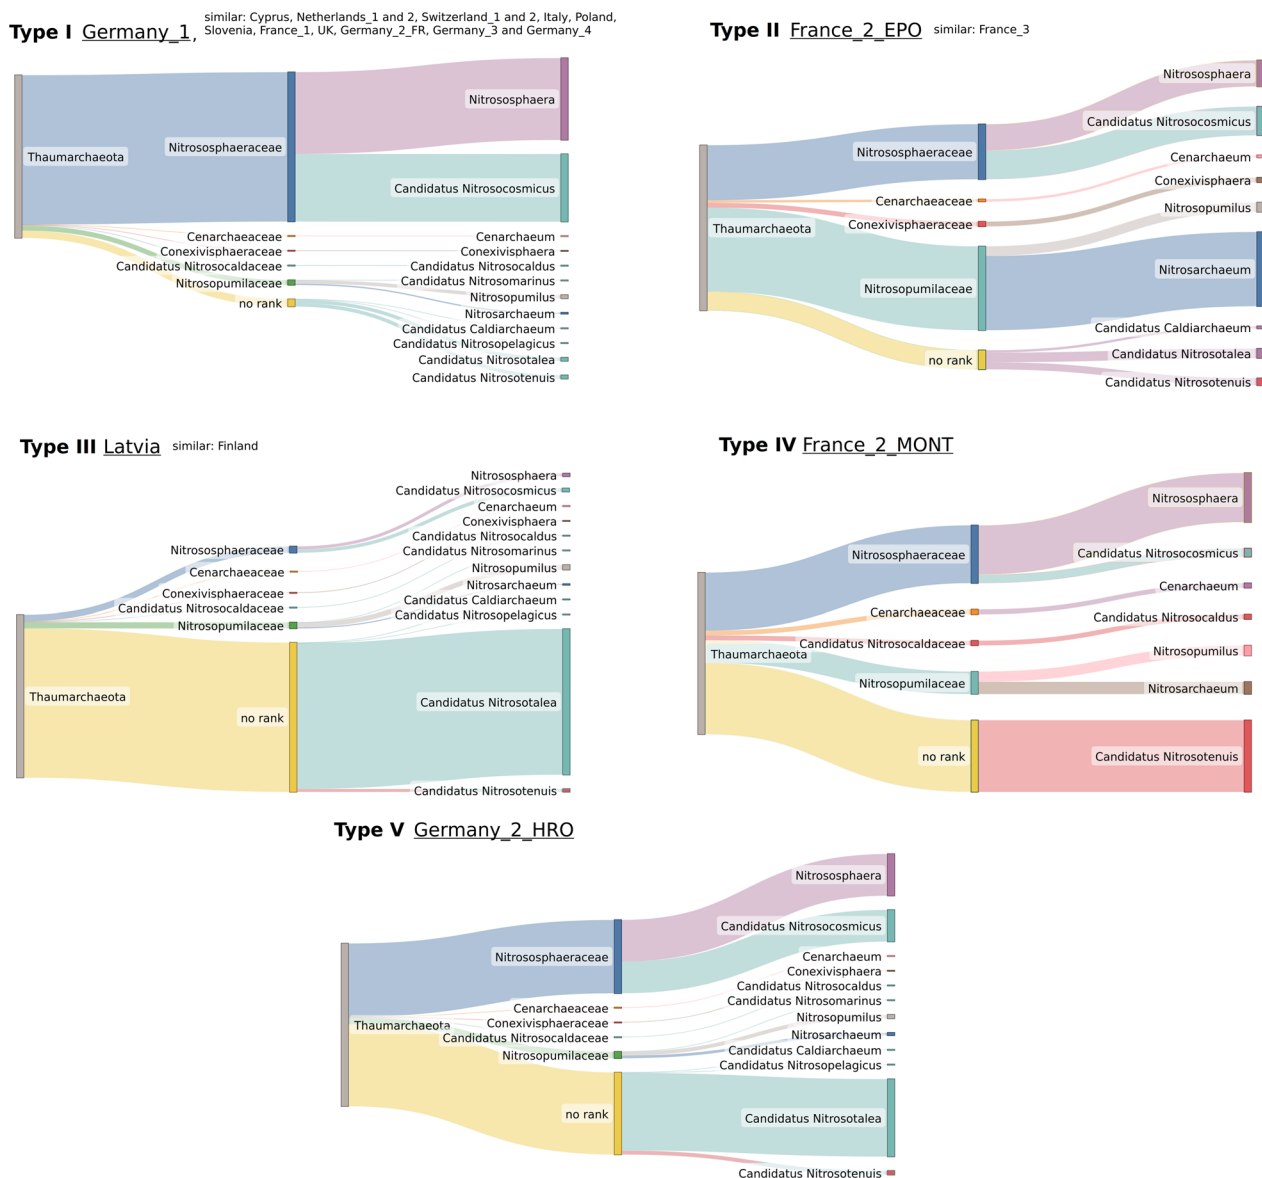 Type I Germany_1, similar: Cyprus, Netherlands_1 and 2, Switzerland_1 and 2, Italy, Poland,
Slovenia, France_1, UK, Germany_2_FR, Germany_3 and Germany_4
Thaumarchaeota
Nitrososphaeraceae
Cenarchaeaceae
Conexivisphaeraceae
Candidatus Nitrosocaldaceae
Nitrosopumilaceae
no rank
Nitrososphaera
Candidatus Nitrosocosmicus
Cenarchaeum
Conexivisphaera
Candidatus Nitrosocaldus
Candidatus Nitrosomarinus
Nitrosopumilus
Nitrosarchaeum
Candidatus Caldiarchaeum
Candidatus Nitrosopelagicus
Candidatus Nitrosotalea
Candidatus Nitrosotenuis
Type II France_2_EPO similar: France_3
Thaumarchaeota
Nitrososphaeraceae
Cenarchaeaceae
Conexivisphaeraceae
Nitrosopumilaceae
no rank
Nitrososphaera
Candidatus Nitrosocosmicus
Cenarchaeum
Conexivisphaera
Nitrosopumilus
Nitrosarchaeum
Candidatus Caldiarchaeum
Candidatus Nitrosotalea
Candidatus Nitrosotenuis
Type III Latvia similar: Finland
Thaumarchaeota
Nitrososphaeraceae
Cenarchaeaceae
Conexivisphaeraceae
Candidatus Nitrosocaldaceae
Nitrosopumilaceae
no rank
Nitrososphaera
Candidatus Nitrosocosmicus
Cenarchaeum
Conexivisphaera
Candidatus Nitrosocaldus
Candidatus Nitrosomarinus
Nitrosopumilus
Nitrosarchaeum
Candidatus Caldiarchaeum
Candidatus Nitrosopelagicus
Candidatus Nitrosotalea
Candidatus Nitrosotenuis
Type IV France_2_MONT
Thaumarchaeota
Nitrososphaeraceae
Cenarchaeaceae
Candidatus Nitrosocaldaceae
Nitrosopumilaceae
no rank
Nitrososphaera
Candidatus Nitrosocosmicus
Cenarchaeum
Candidatus Nitrosocaldus
Nitrosopumilus
Nitrosarchaeum
Candidatus Nitrosotenuis
Type V Germany_2_HRO
Thaumarchaeota
Nitrososphaeraceae
Cenarchaeaceae
Conexivisphaeraceae
Candidatus Nitrosocaldaceae
Nitrosopumilaceae
no rank
Nitrososphaera
Candidatus Nitrosocosmicus
Cenarchaeum
Conexivisphaera
Candidatus Nitrosocaldus
Candidatus Nitrosomarinus
Nitrosopumilus
Nitrosarchaeum
Candidatus Caldiarchaeum
Candidatus Nitrosopelagicus
Candidatus Nitrosotalea
Candidatus Nitrosotenuis